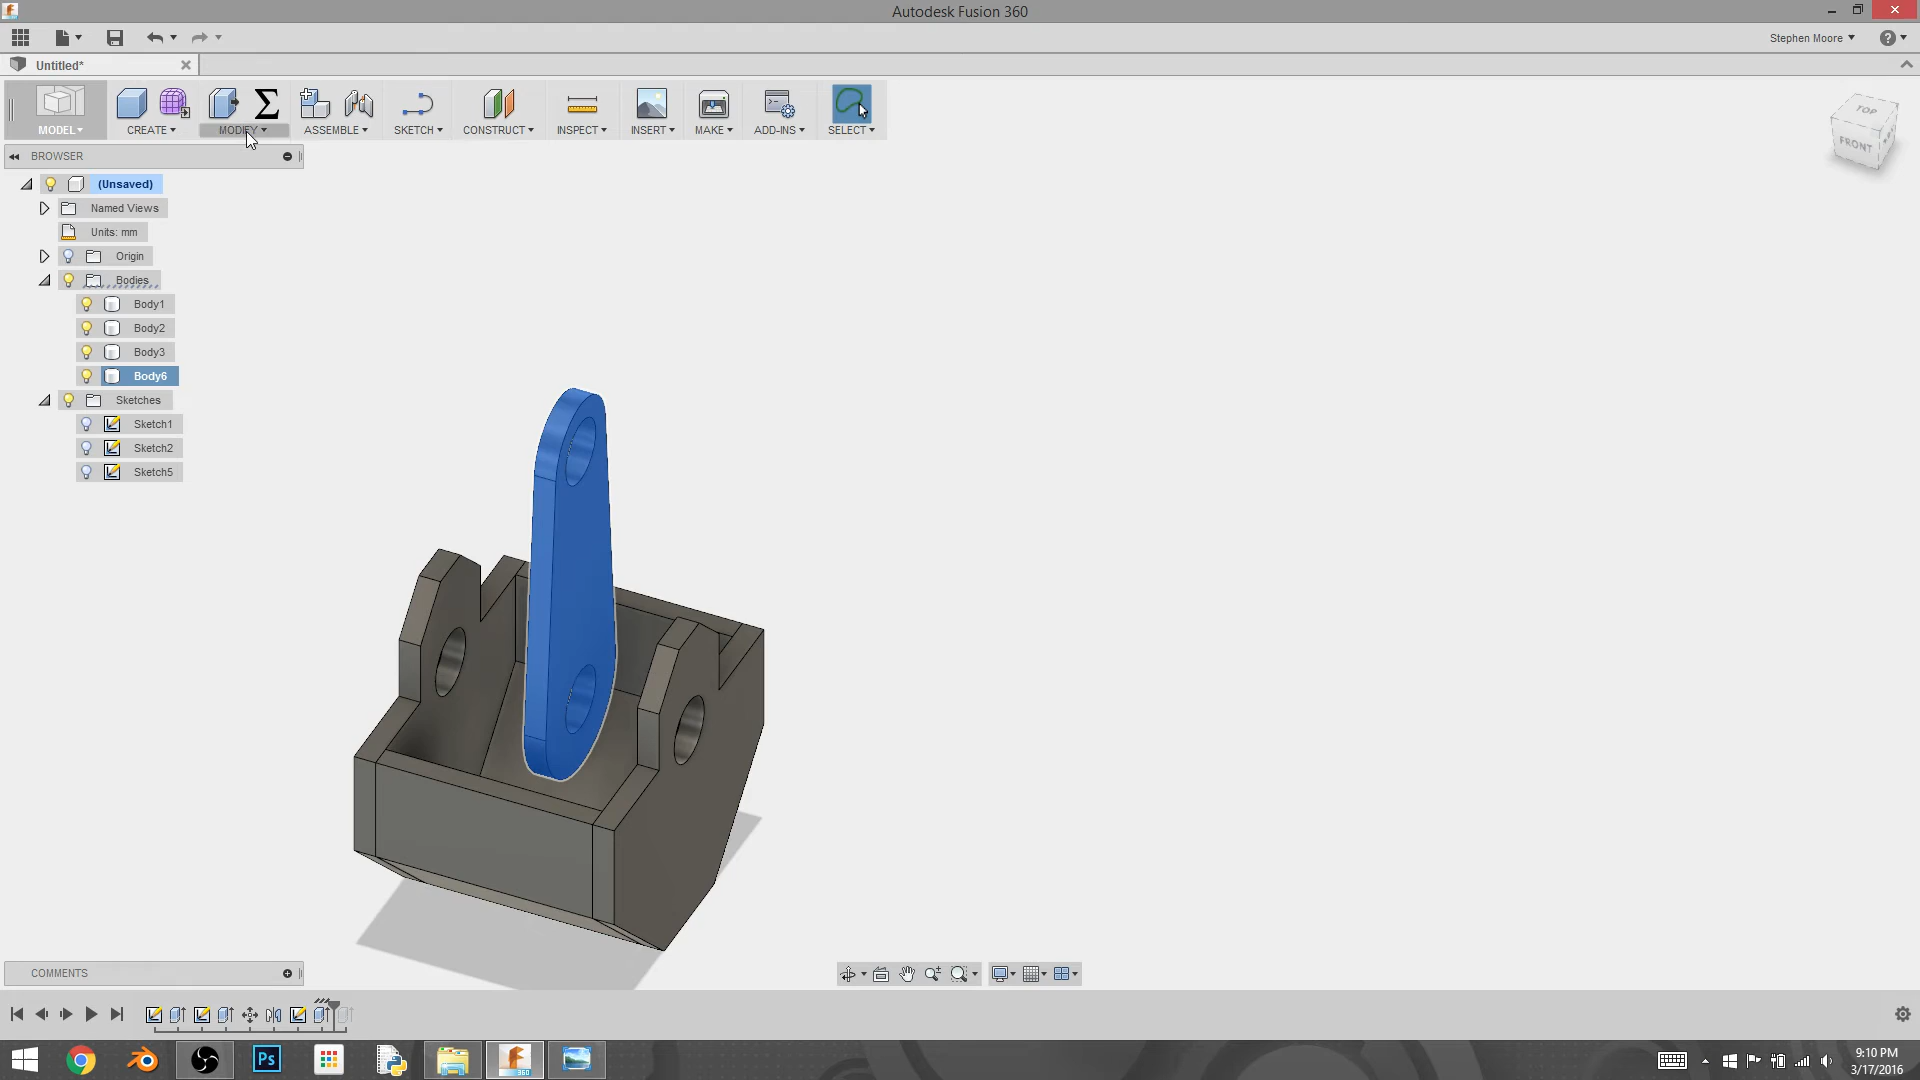 Autodesk Fusion 360
Stephen Moore
Untitled*
MODEL
CREATE
MODIFY
ASSEMBLE
SKETCH
CONSTRUCT
INSPECT
INSERT
MAKE
ADD-INS
SELECT
TOP
FRONT
BROWSER
(Unsaved)
Named Views
Units: mm
Origin
Bodies
Body1
Body2
Body3
Body6
Sketches
Sketch1
Sketch2
Sketch5
COMMENTS
Ps
360
9:10 PM
3/17/2016